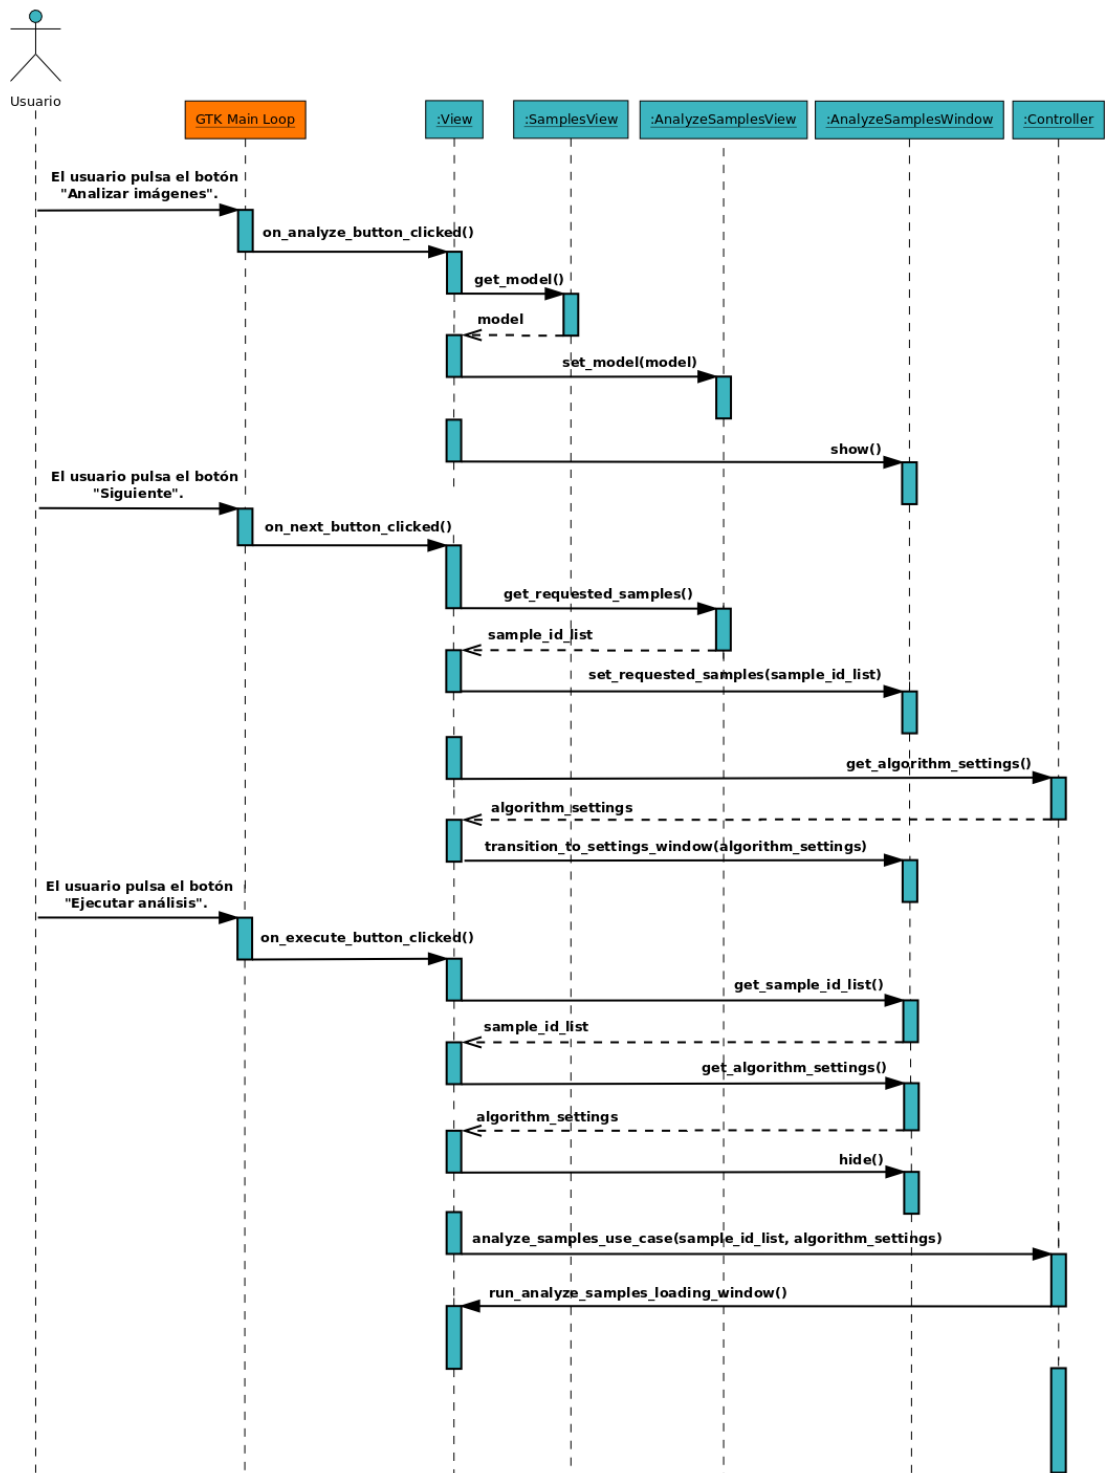 Usuario
GTK Main Loop
:View
:SamplesView
:AnalyzeSamplesView
:AnalyzeSamplesWindow
:Controller
El usuario pulsa el botón
"Analizar imágenes".
on_analyze_button_clicked()
get_model()
model
set_model(model)
show()
El usuario pulsa el botón
"Siguiente".
on_next_button_clicked()
get_requested_samples()
sample_id_list
set_requested_samples(sample_id_list)
get_algorithm_settings()
algorithm_settings
transition_to_settings_window(algorithm_settings)
El usuario pulsa el botón
"Ejecutar análisis".
on_execute_button_clicked()
get_sample_id_list()
sample_id_list
get_algorithm_settings()
algorithm_settings
hide()
analyze_samples_use_case(sample_id_list, algorithm_settings)
run_analyze_samples_loading_window()